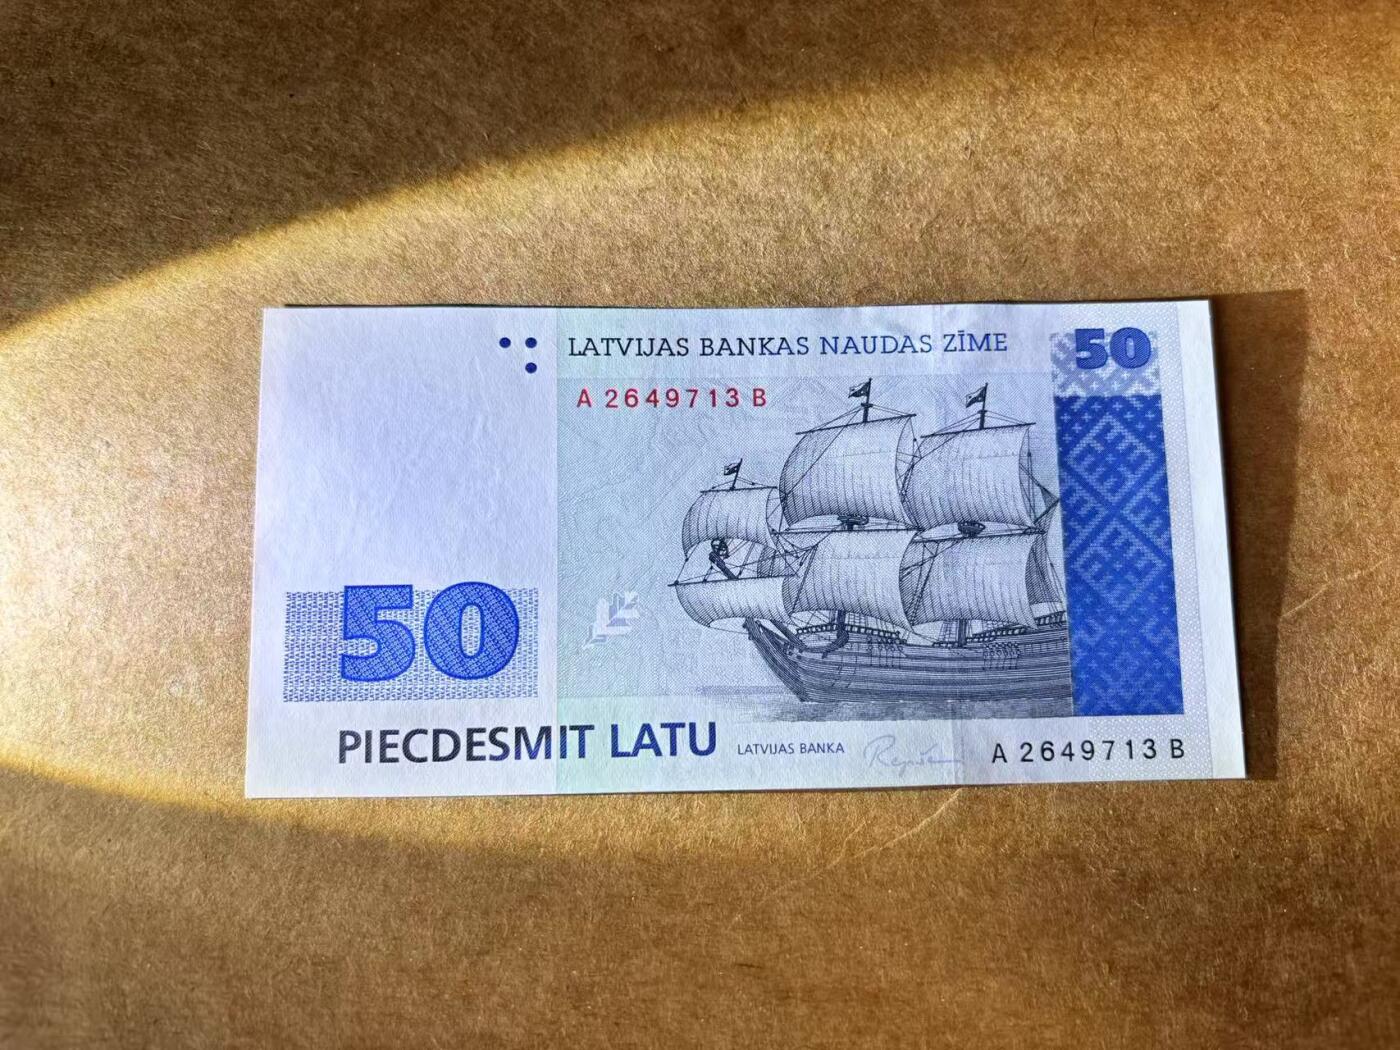 LATVIJAS BANKAS NAUDAS ZĪME
50
A 2649713 B
50
PIECDESMIT LATU
LATVIJAS BANKA
A 2649713 B